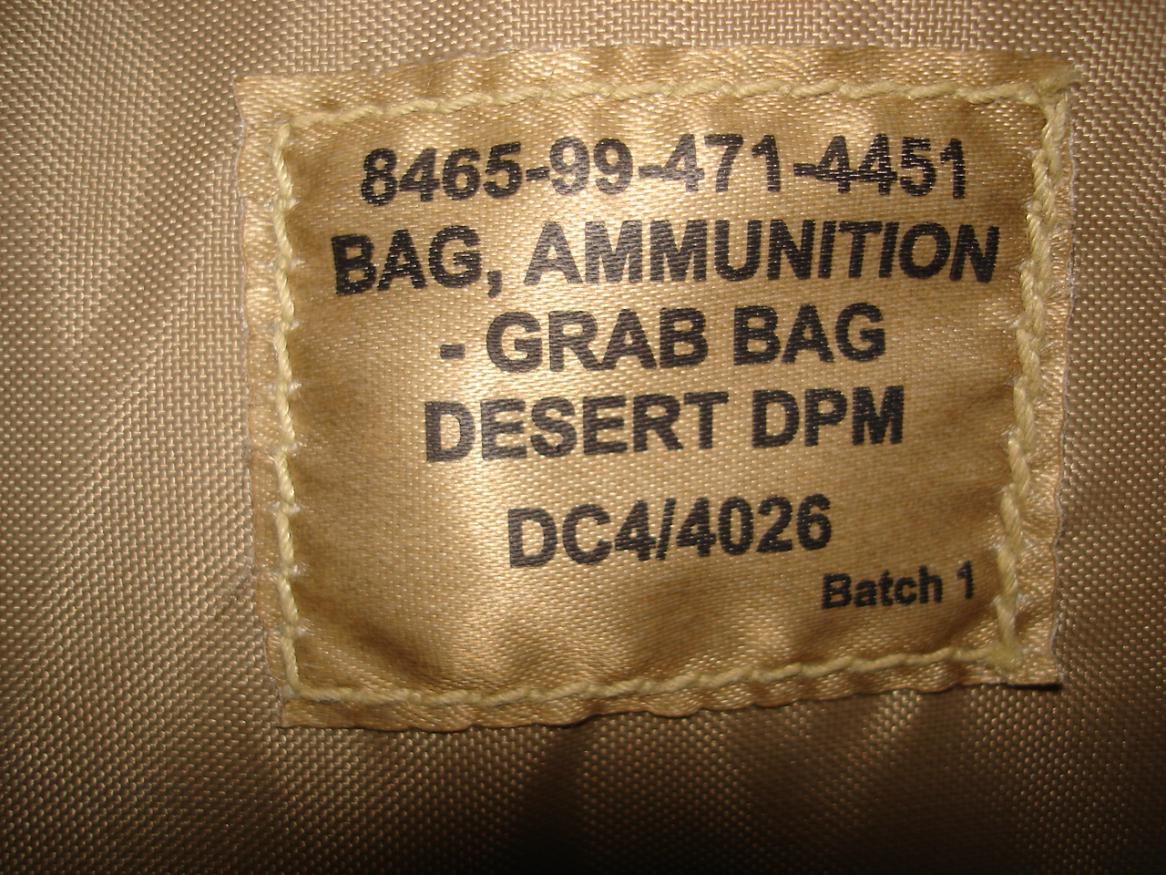 8465-99-471-4451
BAG, AMMUNITION
- GRAB BAG
DESERT DPM
DC4/4026
Batch 1